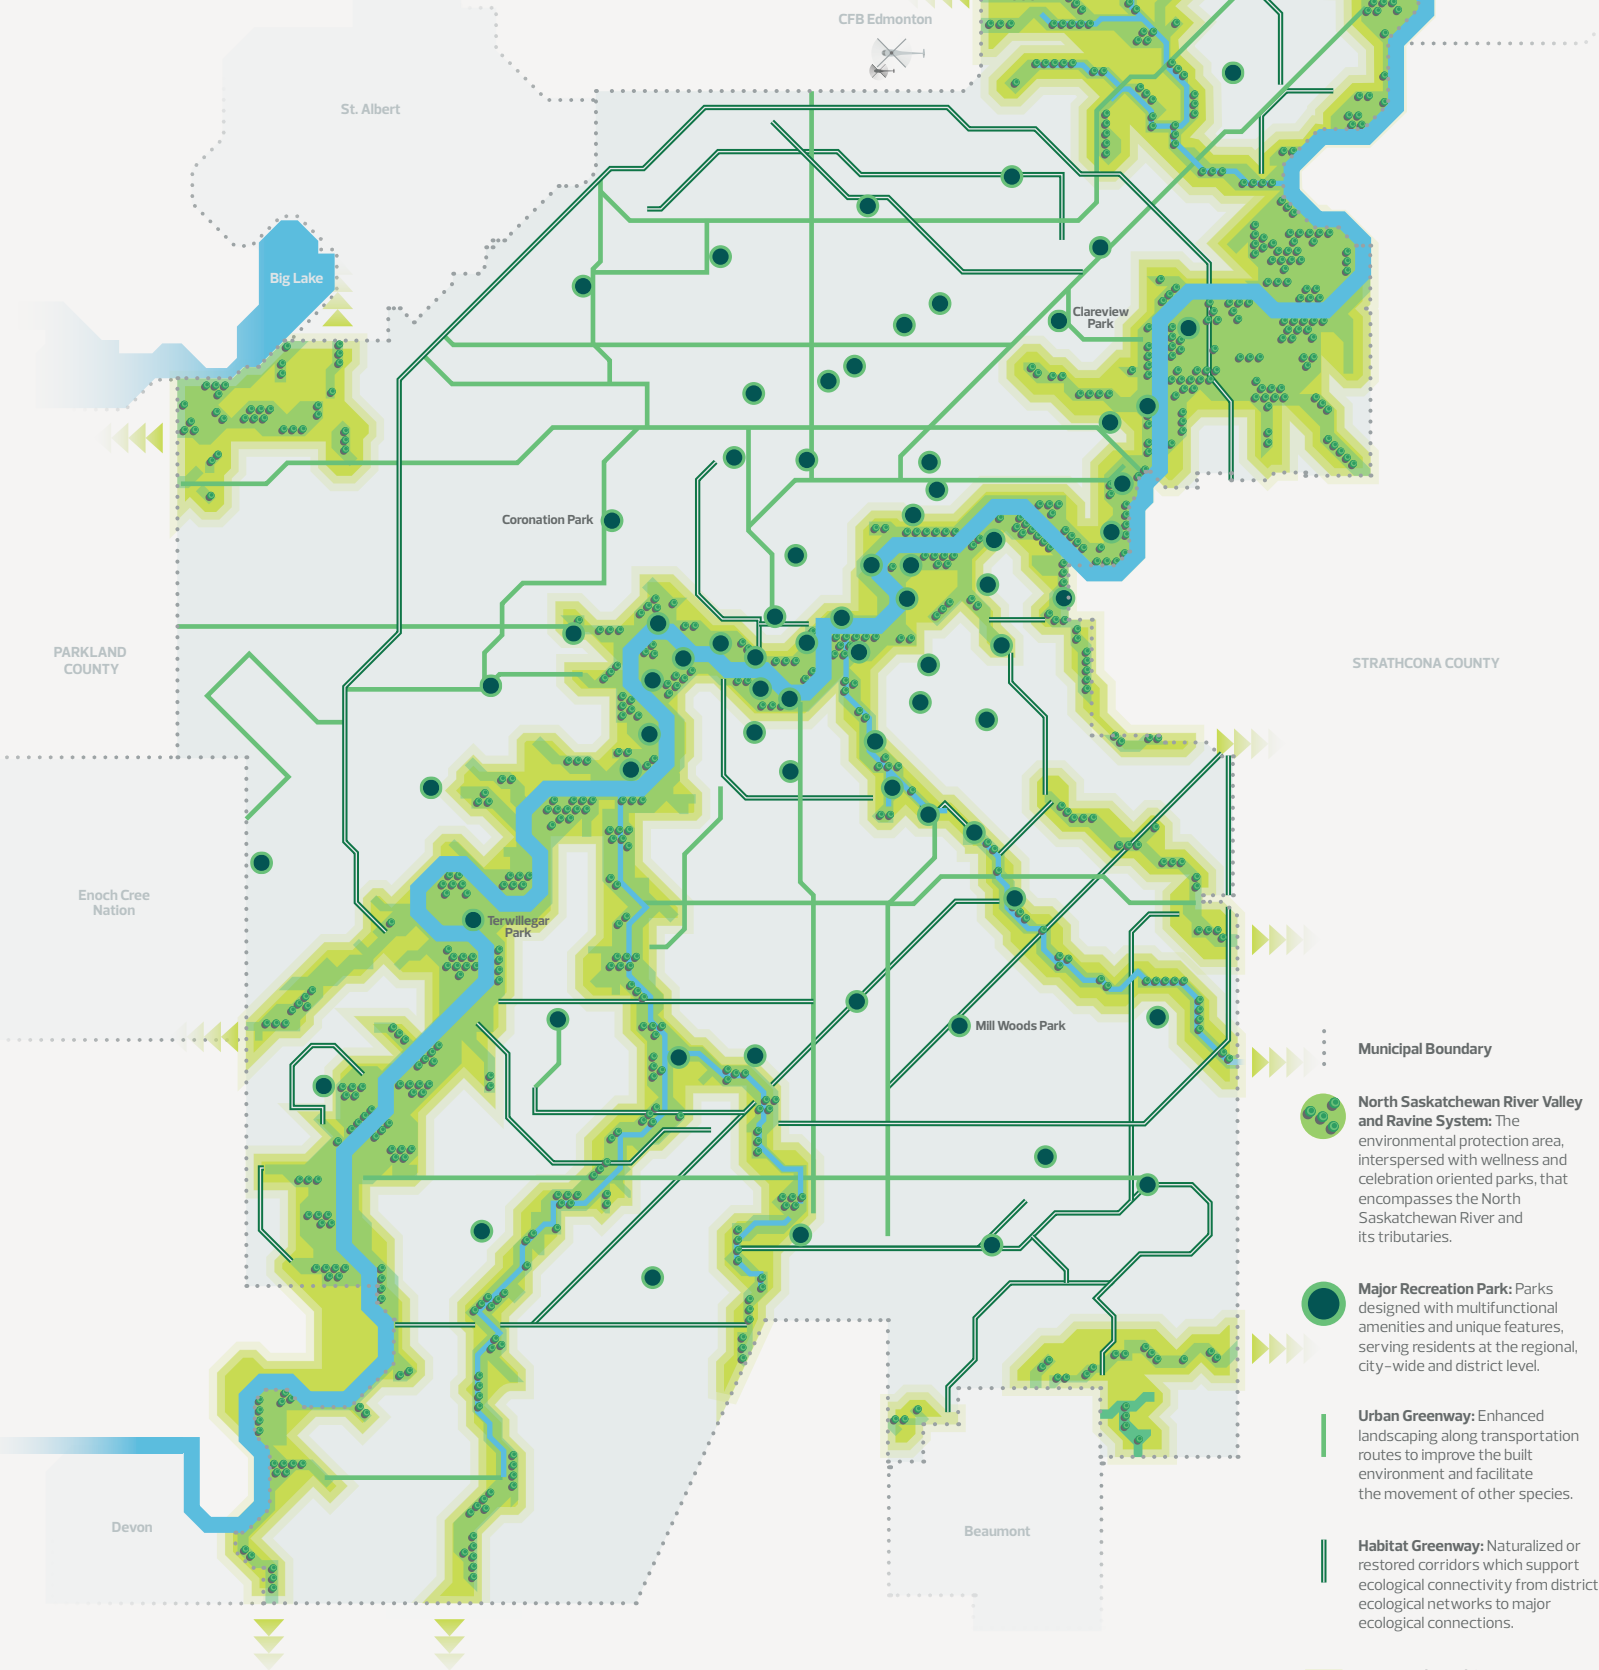 CFB Edmonton
St. Albert
Big Lake
Clareview
Park
Coronation Park
PARKLAND
COUNTY
STRATHCONA COUNTY
Enoch Cree
Nation
Terwillegar
Park
Mill Woods Park
Devon
Beaumont
Municipal Boundary
North Saskatchewan River Valley
and Ravine System: The
environmental protection area,
interspersed with wellness and
celebration oriented parks, that
encompasses the North
Saskatchewan River and
its tributaries.
Major Recreation Park: Parks
designed with multifunctional
amenities and unique features,
serving residents at the regional,
city-wide and district level.
Urban Greenway: Enhanced
landscaping along transportation
routes to improve the built
environment and facilitate
the movement of other species.
Habitat Greenway: Naturalized or
restored corridors which support
ecological connectivity from district
ecological networks to major
ecological connections.